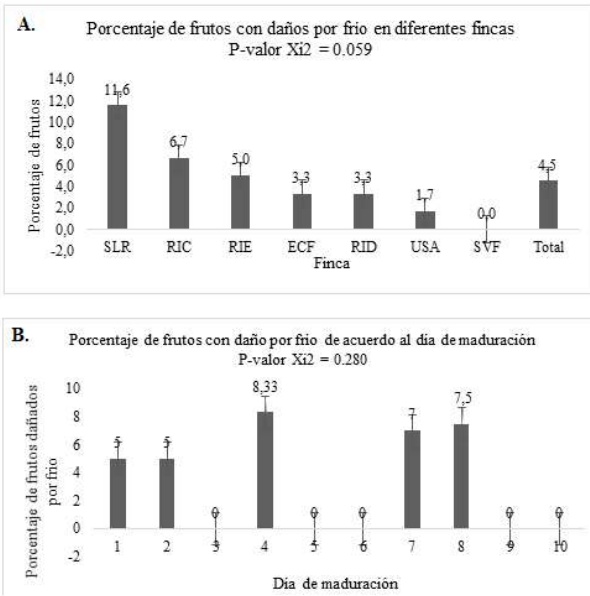 A.
Porcentaje de frutos con daños por frio en diferentes fincas
P-valor Xi2 = 0.059
Porcentaje de frutos
14,0
12,0
10,0
8,0
6,0
4,0
2,0
0,0
-2,0
11,6
6,7
5,0
3,3
3,3
1,7
0,0
4,5
SLR RIC RIE ECF RID USA SVF Total
Finca
B.
Porcentaje de frutos con daño por frio de acuerdo al día de maduración
P-valor Xi2 = 0.280
Porcentaje de frutos dañados
por frio
10
8
6
4
2
0
-2
5
5
0
8,33
0
0
7
7,5
0
0
1 2 3 4 5 6 7 8 9 10
Día de maduración